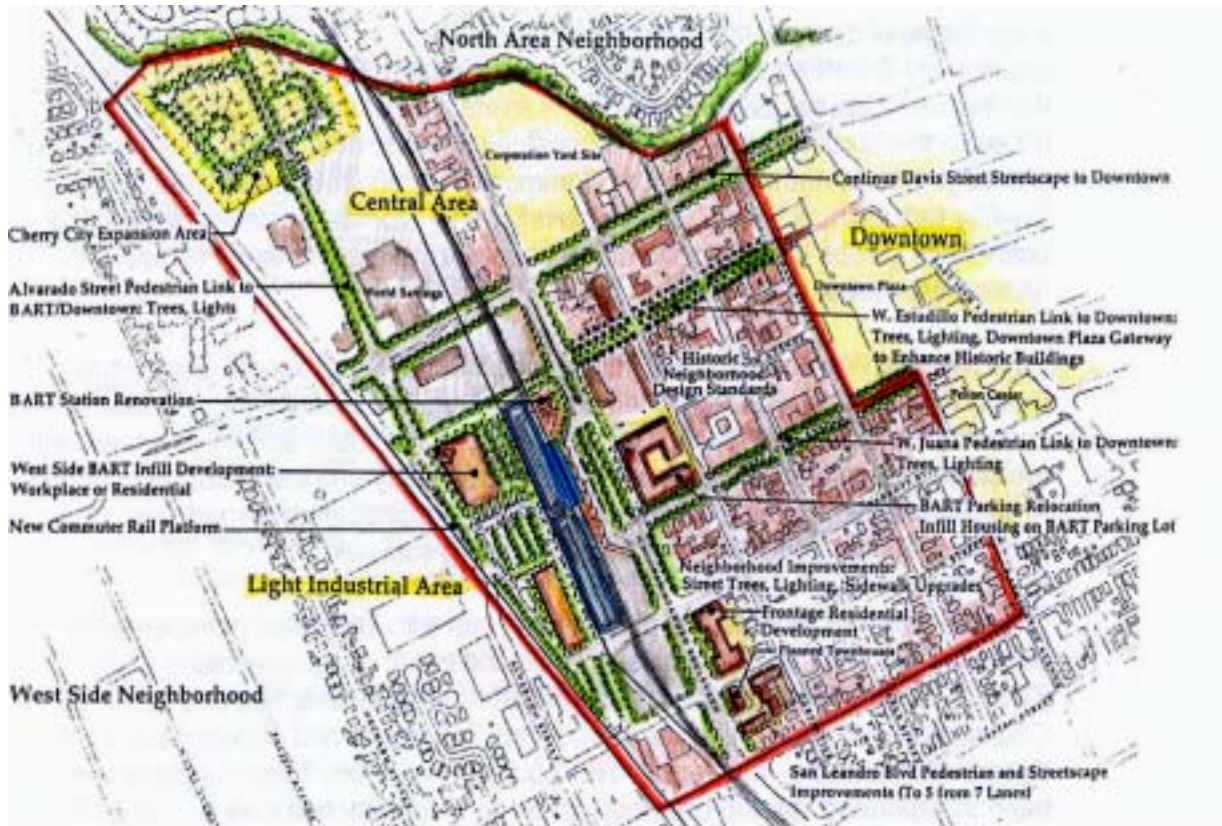 North Area Neighborhood
Corporation Yard Site
Continue Davis Street Streetscape to Downtown
Central Area
Cherry City Expansion Area
Downtown
Alvarado Street Pedestrian Link to
BART/Downtown: Trees, Lights
World Savings
Downtown Plaza
W. Estudillo Pedestrian Link to Downtown:
Trees, Lighting, Downtown Plaza Gateway
to Enhance Historic Buildings
Historic
Neighborhood
Design Standards
BART Station Renovation
Pelton Center
W. Juana Pedestrian Link to Downtown:
Trees, Lighting
West Side BART Infill Development:
Workplace or Residential
BART Parking Relocation
Infill Housing on BART Parking Lot
New Commuter Rail Platform
Neighborhood Improvements:
Street Trees, Lighting, Sidewalk Upgrades
Light Industrial Area
Frontage Residential
Development
Planned Townhouses
West Side Neighborhood
San Leandro Blvd Pedestrian and Streetscape
Improvements (To 5 from 7 Lanes)